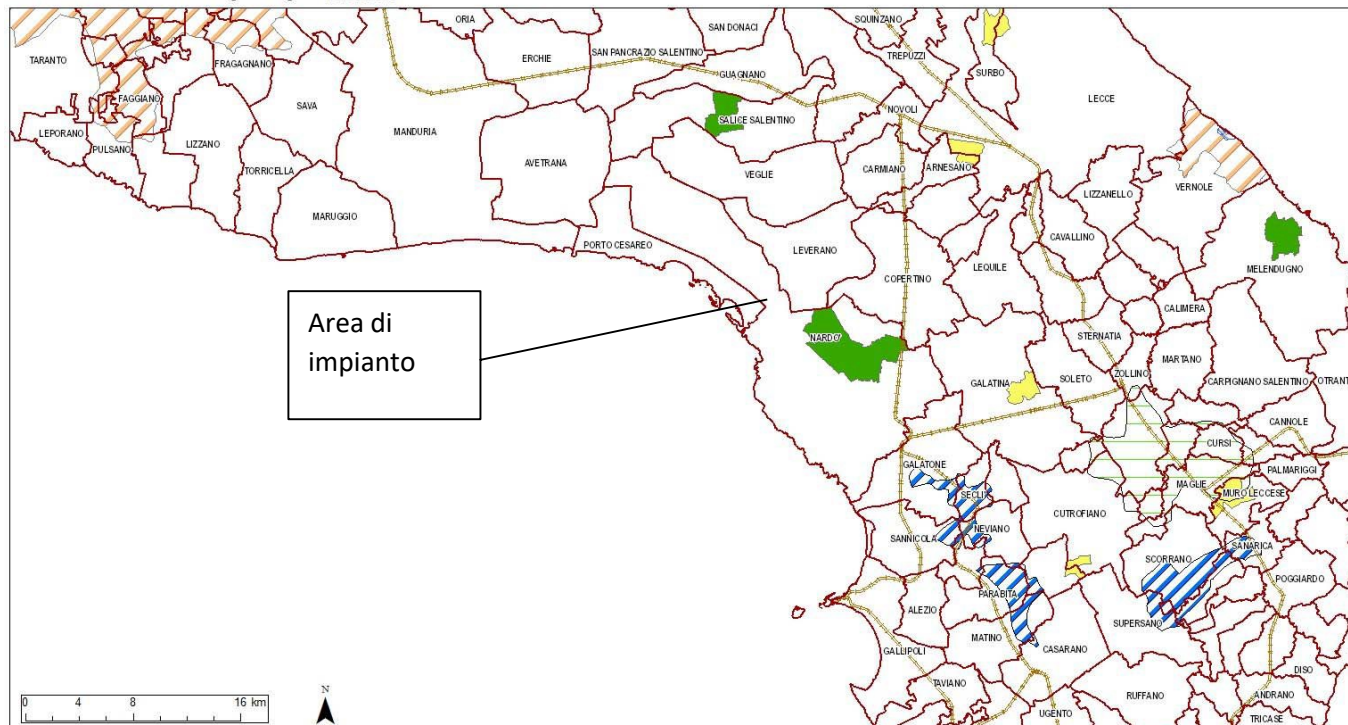 ORIA
SAN DONACI
SQUINZANO
TARANTO
FRAGAGNANO
ERCHIE
SAN PANCRAZIO SALENTINO
TREPUZZI
SURBO
GUAGNANO
FAGGIANO
SAVA
LECCE
LEPORANO
MANDURIA
SALICE SALENTINO
NOVOLI
PULSANO
LIZZANO
AVETRANA
VEGLIE
CARMIANO
ARNESANO
TORRICELLA
LIZZANELLO
VERNOLE
MARUGGIO
PORTO CESAREO
LEVERANO
CAVALLINO
COPERTINO
LEQUILE
MELENDUGNO
Area di
impianto
CALIMERA
NARDO'
STERNATIA
MARTANO
GALATINA
SOLETO
ZOLLINO
CARPIGNANO SALENTINO
OTRANT
CANNOLE
CURSI
GALATONE
PALMARIGGI
SECLI'
MAGLIE
MURO LECCESE
CUTROFIANO
SANNICOLA
NEVIANO
SANARICA
SCORRANO
POGGIARDO
PARABITA
ALEZIO
SUPERSANO
MATINO
CASARANO
GALLIPOLI
DISO
TAVIANO
RUFFANO
ANDRANO
UGENTO
TRICASE
0 4 8 16 km
N